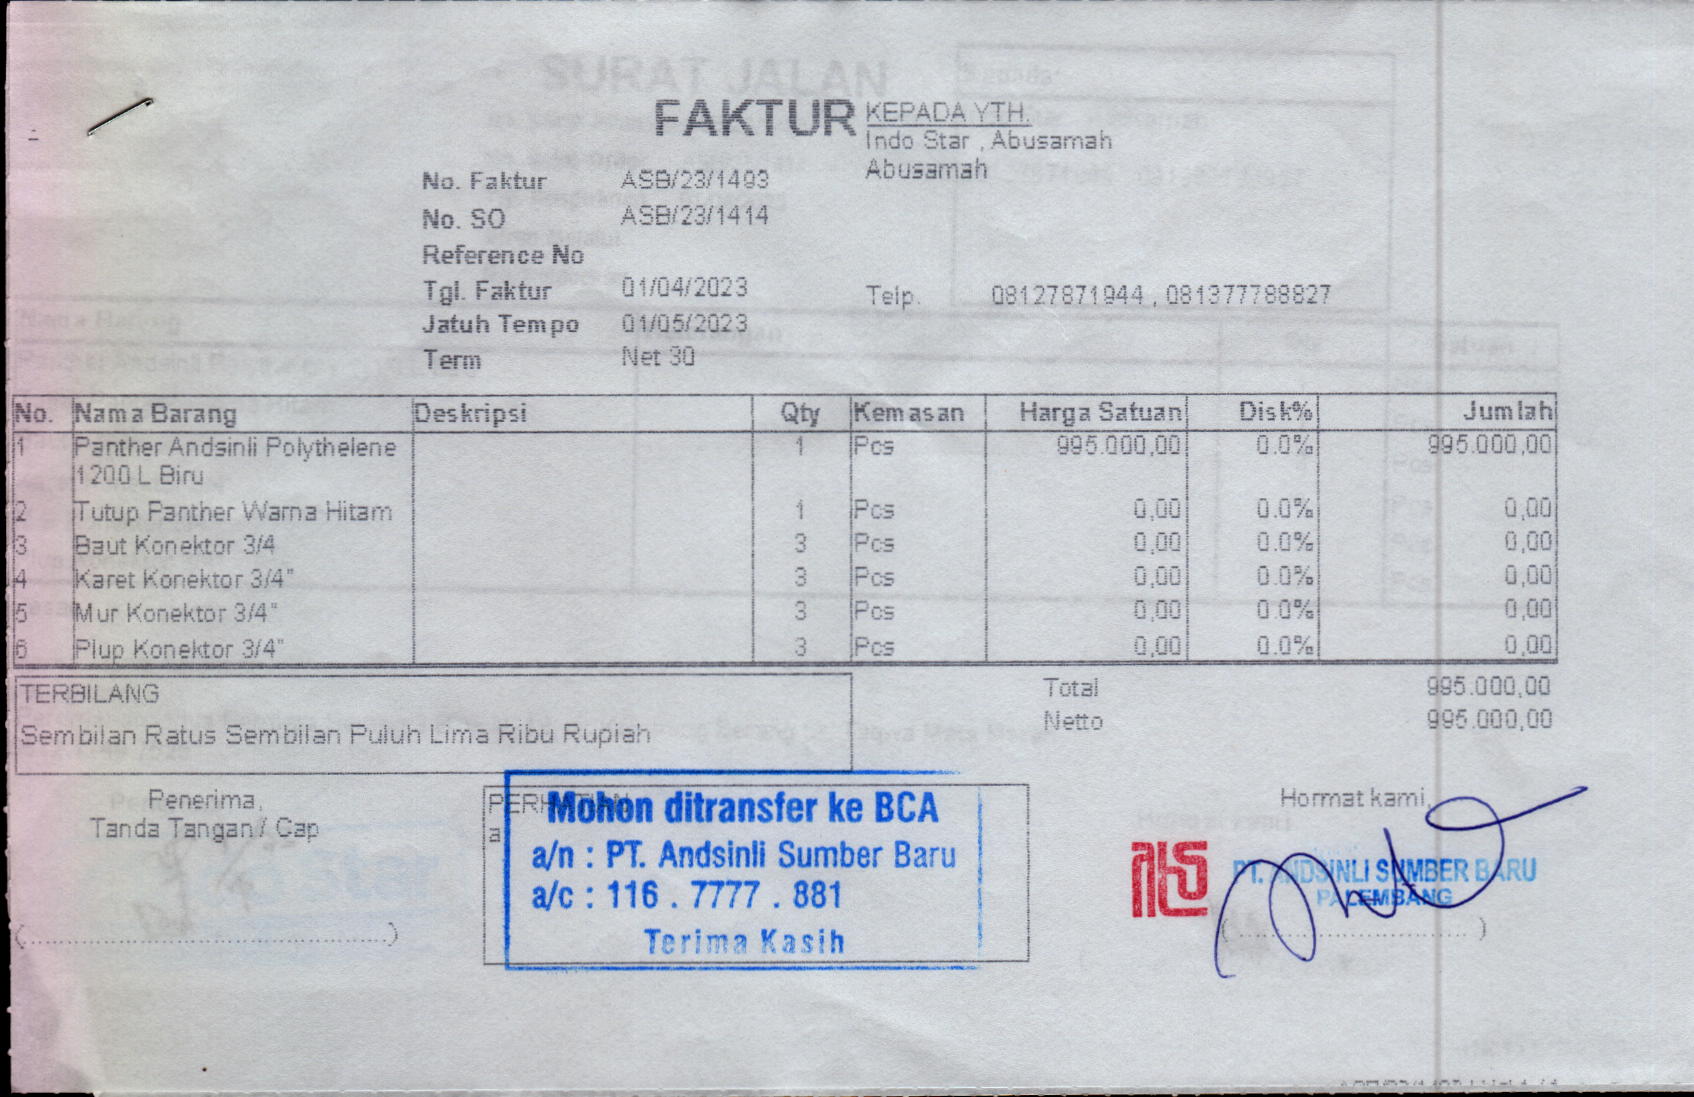 FAKTUR
KEPADA YTH.
Indo Star , Abusamah
Abusamah
No. Faktur ASB/23/1493
No. SO ASB/23/1414
Reference No
Tgl. Faktur 01/04/2023
Telp. 08127871944 , 081377788827
Jatuh Tempo 01/05/2023
Term Net 30
No. Nama Barang Deskripsi Qty Kemasan Harga Satuan Disk% Jumlah
1 Panther Andsinli Polythelene 1 Pcs 995.000,00 0.0% 995.000,00
1200 L Biru
2 Tutup Panther Warna Hitam 1 Pcs 0,00 0.0% 0,00
3 Baut Konektor 3/4 3 Pcs 0,00 0.0% 0,00
4 Karet Konektor 3/4" 3 Pcs 0,00 0.0% 0,00
5 Mur Konektor 3/4" 3 Pcs 0,00 0.0% 0,00
6 Plup Konektor 3/4" 3 Pcs 0,00 0.0% 0,00
TERBILANG
Sembilan Ratus Sembilan Puluh Lima Ribu Rupiah
Total 995.000,00
Netto 995.000,00
Penerima,
Tanda Tangan / Cap
PERHATIAN
Mohon ditransfer ke BCA
a/n : PT. Andsinli Sumber Baru
a/c : 116 . 7777 . 881
Terima Kasih
Hormat kami,
PT. ANDSINLI SUMBER BARU
PALEMBANG
SURAT JALAN